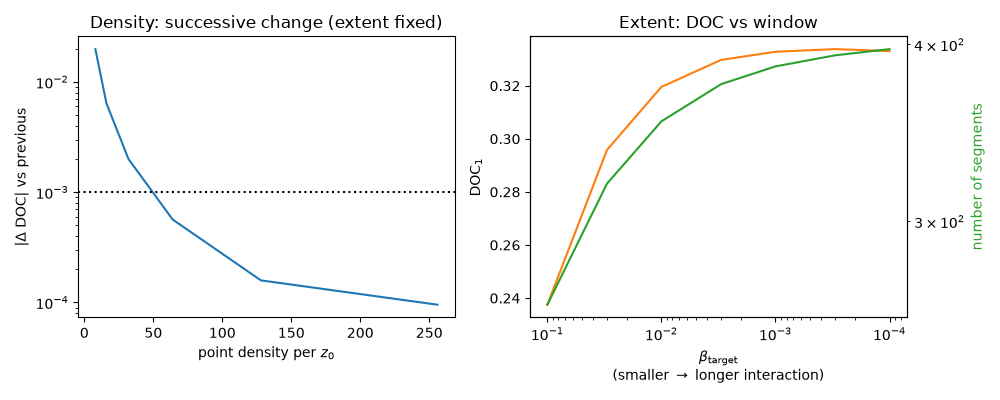 Density: successive change (extent fixed)
|Δ DOC| vs previous
10⁻²
10⁻³
10⁻⁴
0 50 100 150 200 250
point density per z₀
Extent: DOC vs window
DOC₁
0.32
0.30
0.28
0.26
0.24
10⁻¹ 10⁻² 10⁻³ 10⁻⁴
β_target
(smaller → longer interaction)
4 × 10²
3 × 10²
number of segments